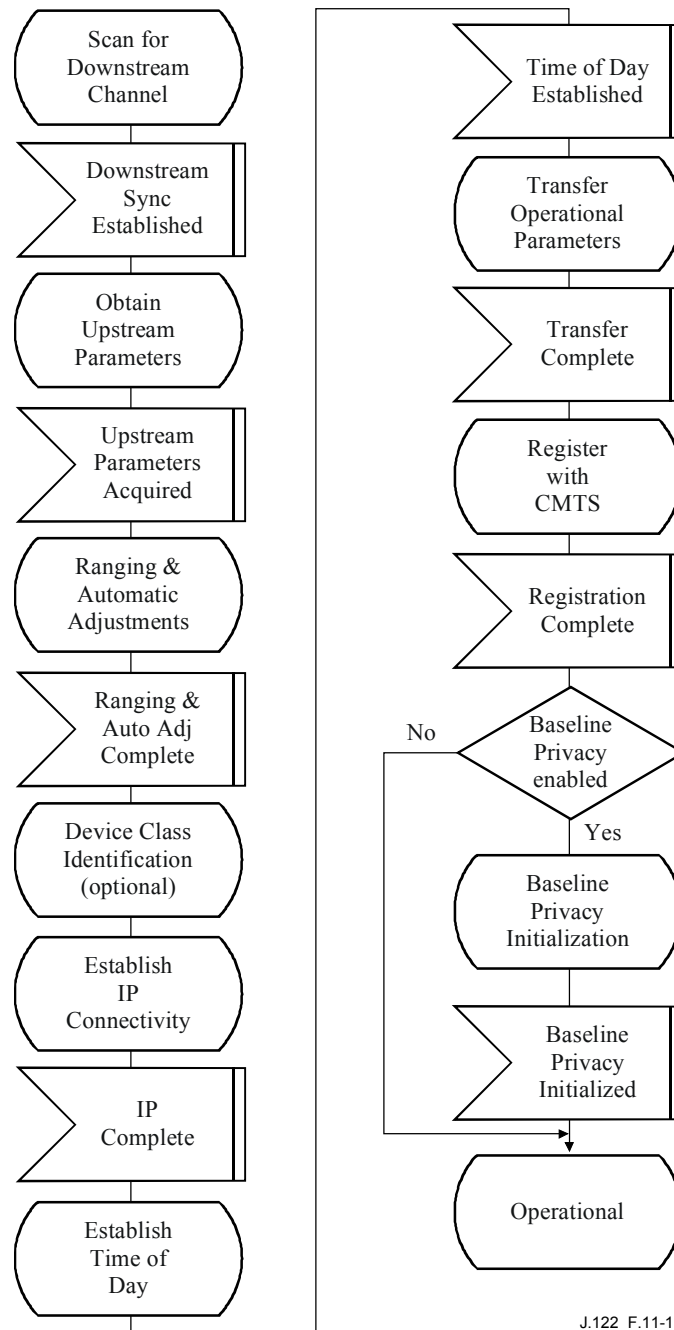 Scan for
Downstream
Channel
Downstream
Sync
Established
Obtain
Upstream
Parameters
Upstream
Parameters
Acquired
Ranging &
Automatic
Adjustments
Ranging &
Auto Adj
Complete
Device Class
Identification
(optional)
Establish
IP
Connectivity
IP
Complete
Establish
Time of
Day
Time of Day
Established
Transfer
Operational
Parameters
Transfer
Complete
Register
with
CMTS
Registration
Complete
No
Baseline
Privacy
enabled
Yes
Baseline
Privacy
Initialization
Baseline
Privacy
Initialized
Operational
J.122_F.11-1